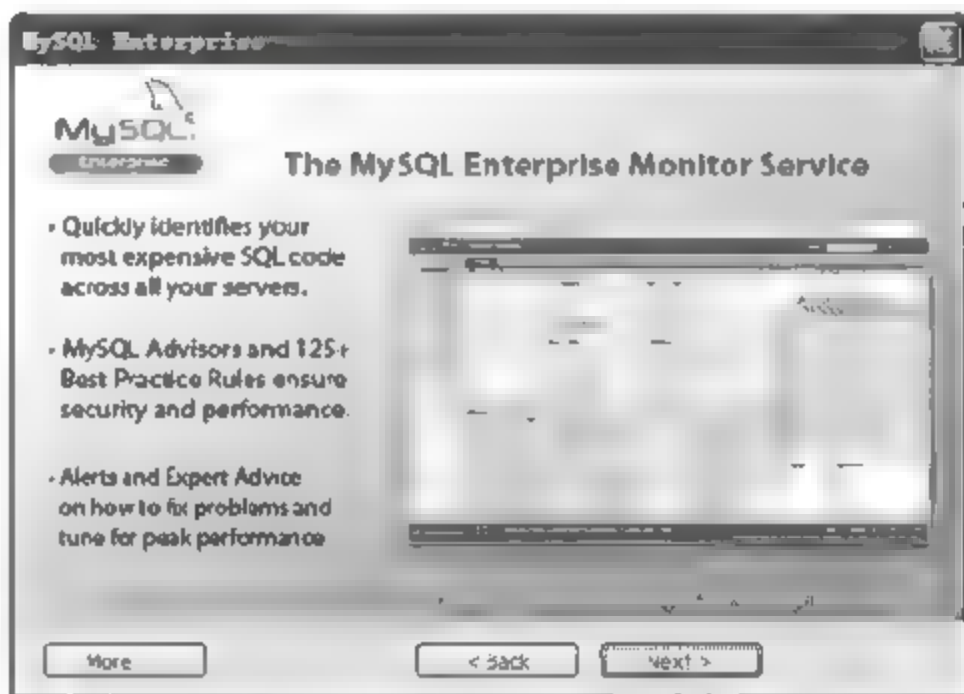 MySQL Enterprise
MySQL
Enterprise
The MySQL Enterprise Monitor Service
- Quickly identifies your
most expensive SQL code
across all your servers.
- MySQL Advisors and 125+
Best Practice Rules ensure
security and performance.
- Alerts and Expert Advice
on how to fix problems and
tune for peak performance
More
< Back
Next >